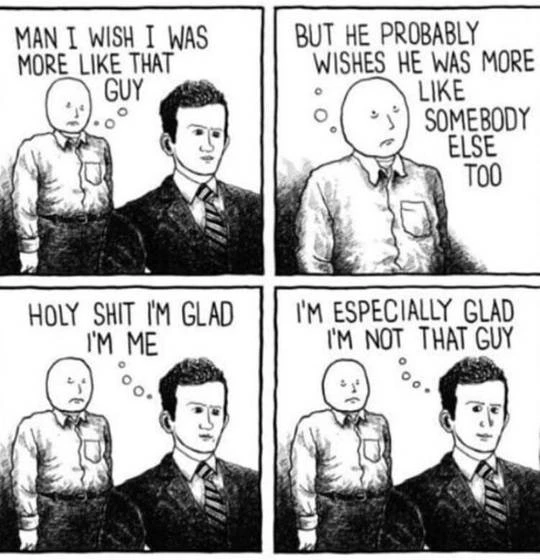 MAN I WISH I WAS
MORE LIKE THAT
GUY
BUT HE PROBABLY
WISHES HE WAS MORE
LIKE
SOMEBODY
ELSE
TOO
HOLY SHIT I'M GLAD
I'M ME
I'M ESPECIALLY GLAD
I'M NOT THAT GUY